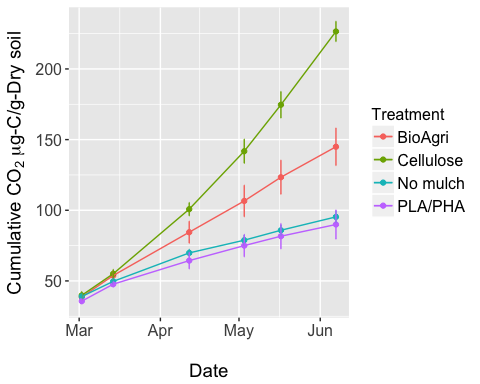 Cumulative CO₂ μg-C/g-Dry soil
200
150
100
50
Mar Apr May Jun
Date
Treatment
BioAgri
Cellulose
No mulch
PLA/PHA